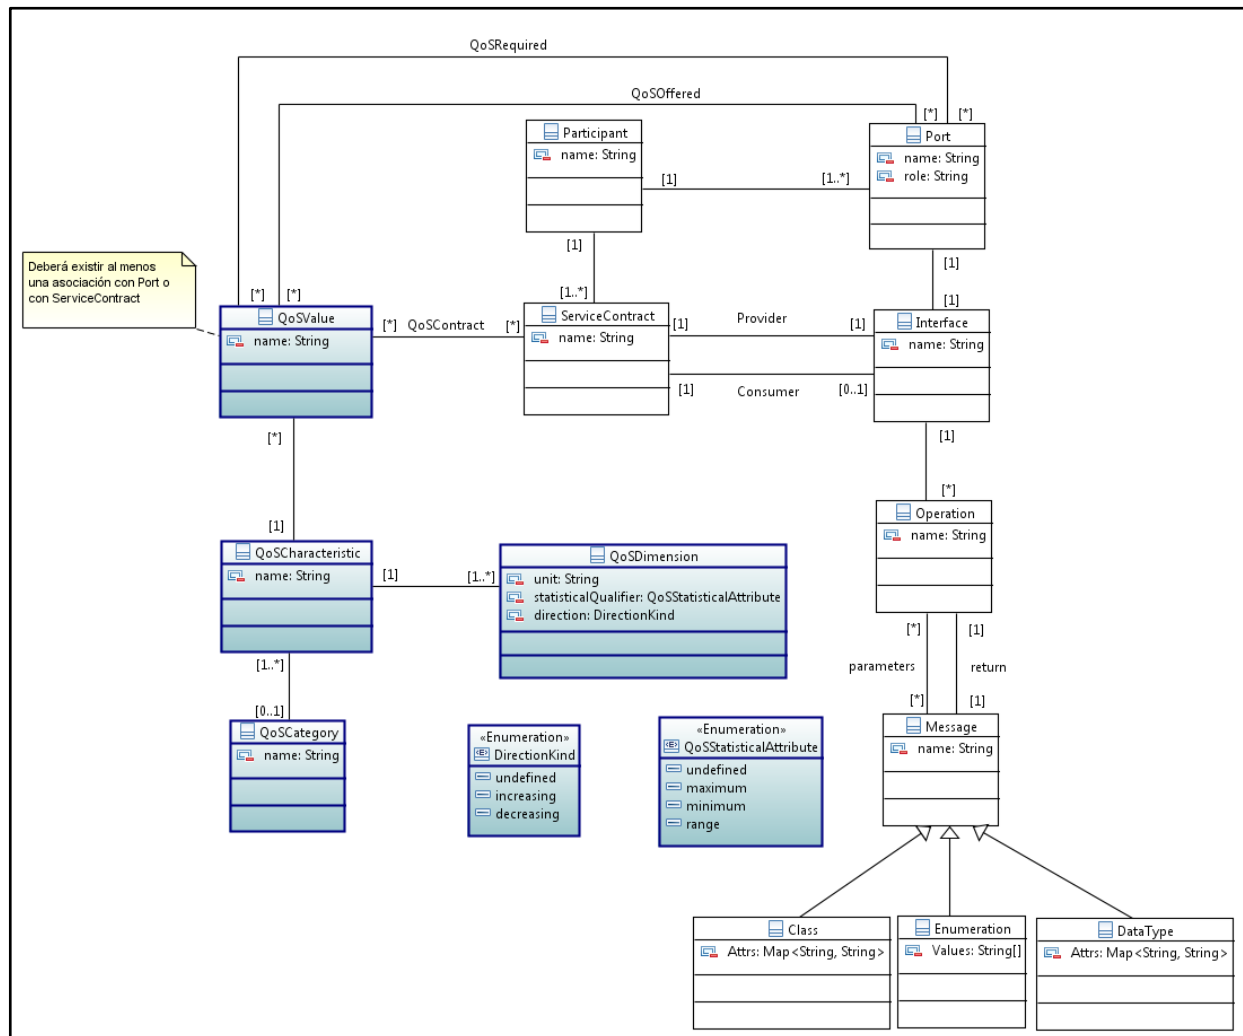 QoSRequired
QoSOffered
[*]
[*]
Participant
name: String
Port
name: String
role: String
[1]
[1..*]
[1]
[1]
Deberá existir al menos
una asociación con Port o
con ServiceContract
[*]
[*]
[1..*]
[1]
QoSValue
name: String
[*]
QoSContract
[*]
ServiceContract
name: String
[1]
Provider
[1]
Interface
name: String
[1]
Consumer
[0..1]
[*]
[1]
[1]
[*]
Operation
name: String
QoSCharacteristic
name: String
[1]
[1..*]
QoSDimension
unit: String
statisticalQualifier: QoSStatisticalAttribute
direction: DirectionKind
[*]
[1]
parameters
return
[1..*]
[0..1]
[*]
[1]
QoSCategory
name: String
«Enumeration»
DirectionKind
undefined
increasing
decreasing
«Enumeration»
QoSStatisticalAttribute
undefined
maximum
minimum
range
Message
name: String
Class
Attrs: Map<String, String>
Enumeration
Values: String[]
DataType
Attrs: Map<String, String>